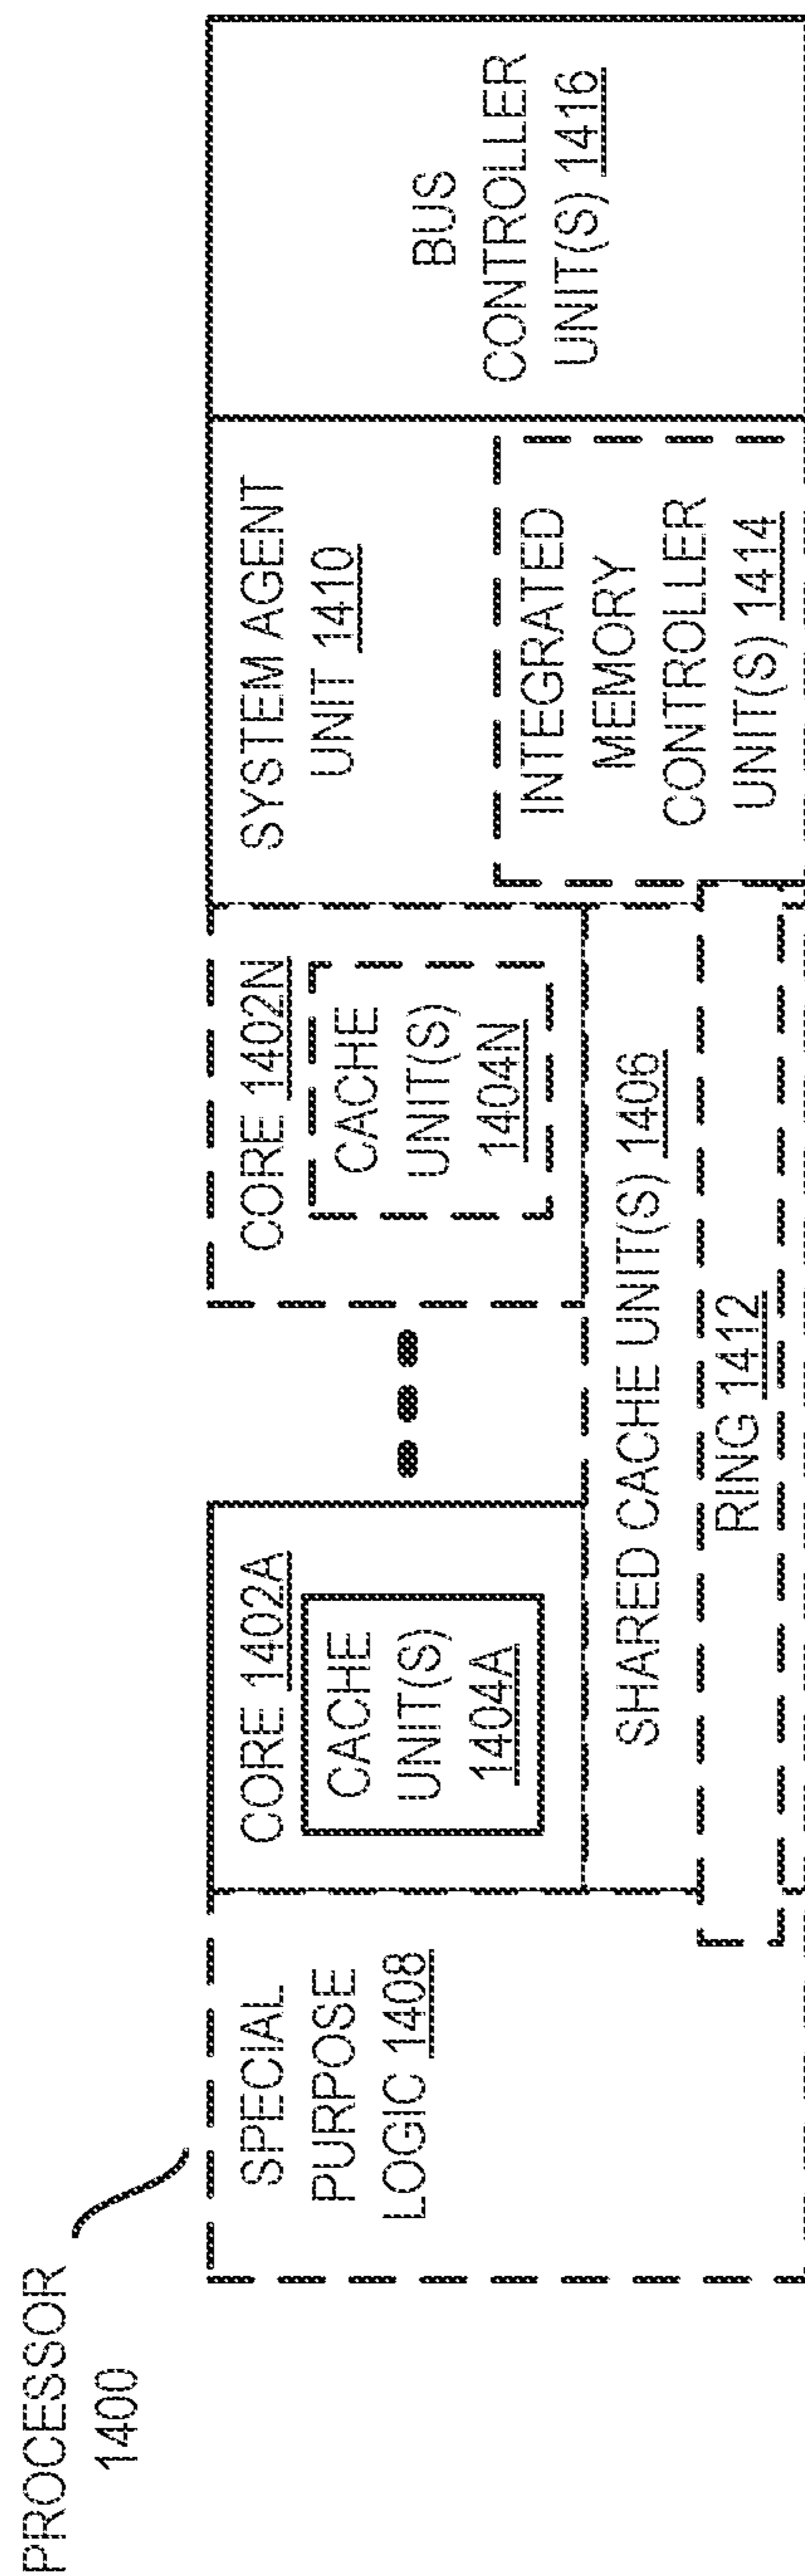 PROCESSOR
1400
SPECIAL
PURPOSE
LOGIC 1408
CORE 1402A
CACHE
UNIT(S)
1404A
CORE 1402N
CACHE
UNIT(S)
1404N
SHARED CACHE UNIT(S) 1406
RING 1412
SYSTEM AGENT
UNIT 1410
INTEGRATED
MEMORY
CONTROLLER
UNIT(S) 1414
BUS
CONTROLLER
UNIT(S) 1416